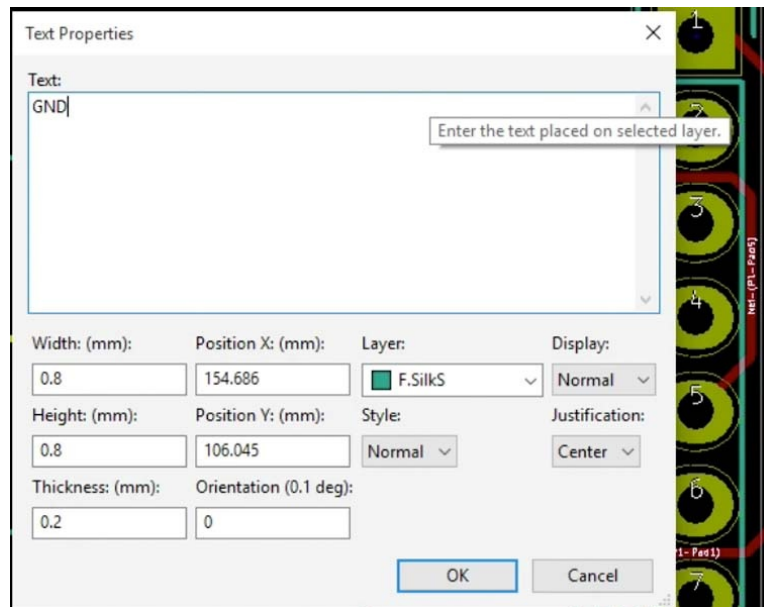 Text Properties
Text:
GND
Enter the text placed on selected layer.
Width: (mm): Position X: (mm): Layer: Display:
0.8 154.686 F.SilkS Normal
Height: (mm): Position Y: (mm): Style: Justification:
0.8 106.045 Normal Center
Thickness: (mm): Orientation (0.1 deg):
0.2 0
OK Cancel
1
2
3
4
5
6
7
Net-(P1-Pad5)
1-Pad1)